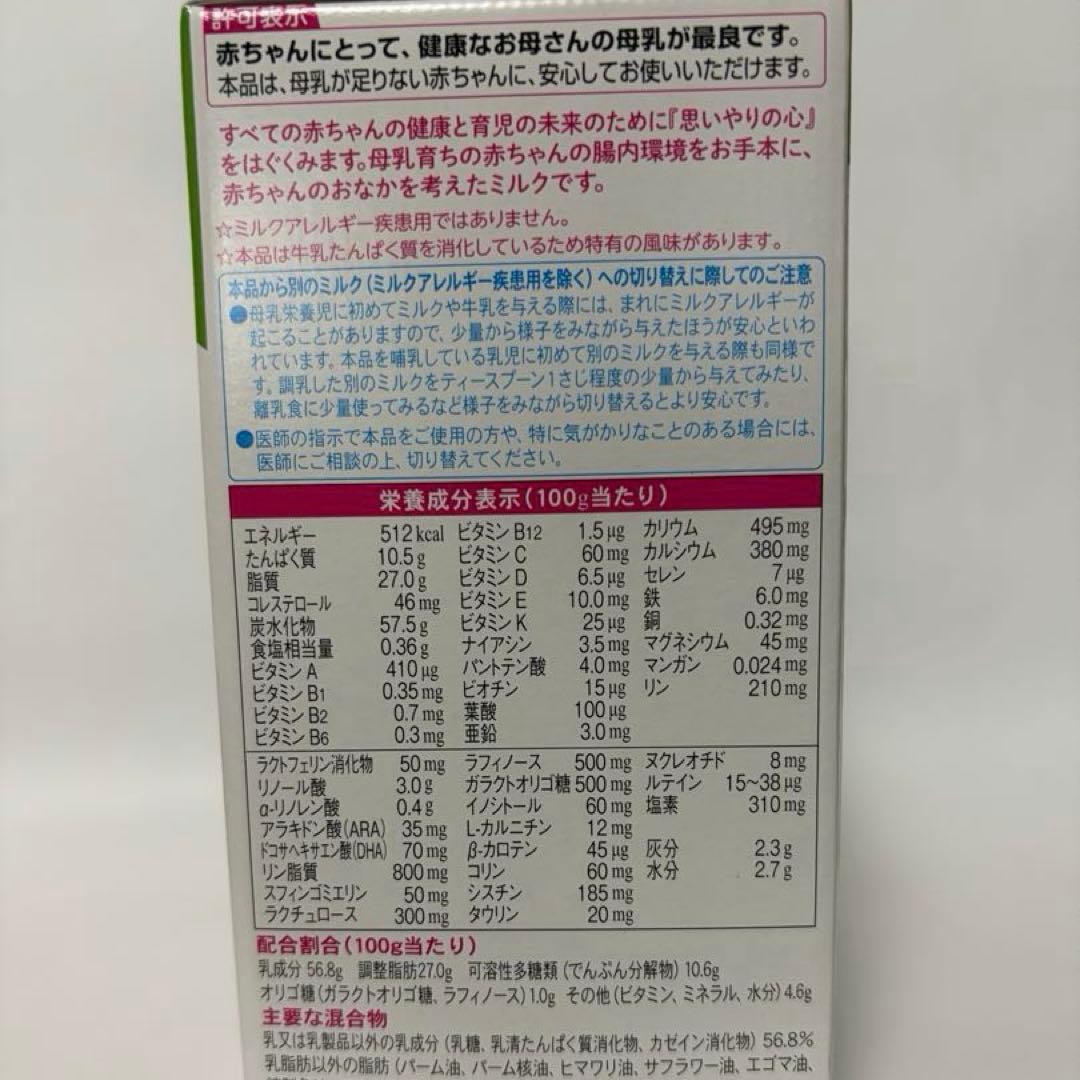 許可表示
赤ちゃんにとって、健康なお母さんの母乳が最良です。
本品は、母乳が足りない赤ちゃんに、安心してお使いいただけます。
すべての赤ちゃんの健康と育児の未来のために『思いやりの心』
をはぐくみます。母乳育ちの赤ちゃんの腸内環境をお手本に、
赤ちゃんのおなかを考えたミルクです。
☆ミルクアレルギー疾患用ではありません。
☆本品は牛乳たんぱく質を消化しているため特有の風味があります。
本品から別のミルク(ミルクアレルギー疾患用を除く)への切り替えに際してのご注意
●母乳栄養児に初めてミルクや牛乳を与える際には、まれにミルクアレルギーが
起こることがありますので、少量から様子をみながら与えたほうが安心といわ
れています。本品を哺乳している乳児に初めて別のミルクを与える際も同様で
す。調乳した別のミルクをティースプーン1さじ程度の少量から与えてみたり、
離乳食に少量使ってみるなど様子をみながら切り替えるとより安心です。
●医師の指示で本品をご使用の方や、特に気がかりなことのある場合には、
医師にご相談の上、切り替えてください。
栄養成分表示(100g当たり)
エネルギー 512kcal ビタミンB12 1.5μg カリウム 495mg
たんぱく質 10.5g ビタミンC 60mg カルシウム 380mg
脂質 27.0g ビタミンD 6.5μg セレン 7μg
コレステロール 46mg ビタミンE 10.0mg 鉄 6.0mg
炭水化物 57.5g ビタミンK 25μg 銅 0.32mg
食塩相当量 0.36g ナイアシン 3.5mg マグネシウム 45mg
ビタミンA 410μg パントテン酸 4.0mg マンガン 0.024mg
ビタミンB1 0.35mg ビオチン 15μg リン 210mg
ビタミンB2 0.7mg 葉酸 100μg
ビタミンB6 0.3mg 亜鉛 3.0mg
ラクトフェリン消化物 50mg ラフィノース 500mg ヌクレオチド 8mg
リノール酸 3.0g ガラクトオリゴ糖 500mg ルテイン 15~38μg
α-リノレン酸 0.4g イノシトール 60mg 塩素 310mg
アラキドン酸(ARA) 35mg L-カルニチン 12mg
ドコサヘキサエン酸(DHA) 70mg β-カロテン 45μg 灰分 2.3g
リン脂質 800mg コリン 60mg 水分 2.7g
スフィンゴミエリン 50mg シスチン 185mg
ラクチュロース 300mg タウリン 20mg
配合割合(100g当たり)
乳成分56.8g 調整脂肪27.0g 可溶性多糖類(でんぷん分解物)10.6g
オリゴ糖(ガラクトオリゴ糖、ラフィノース)1.0g その他(ビタミン、ミネラル、水分)4.6g
主要な混合物
乳又は乳製品以外の乳成分(乳糖、乳清たんぱく質消化物、カゼイン消化物)56.8%
乳脂肪以外の脂肪(パーム油、パーム核油、ヒマワリ油、サフラワー油、エゴマ油、